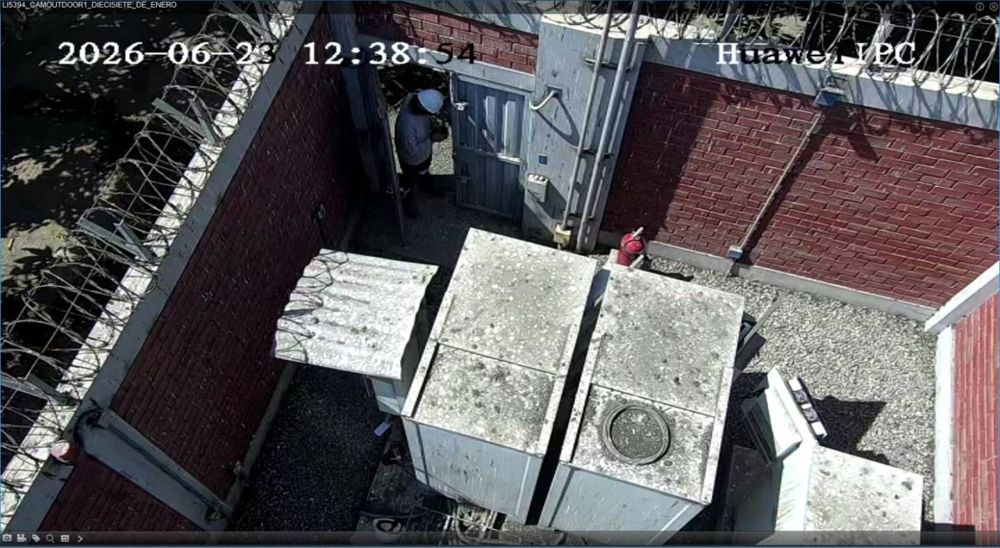 LI5394_CAMOUTDOOR1_DIECISIETE_DE_ENERO
2026-06-23 12:38:54
Huawei IPC